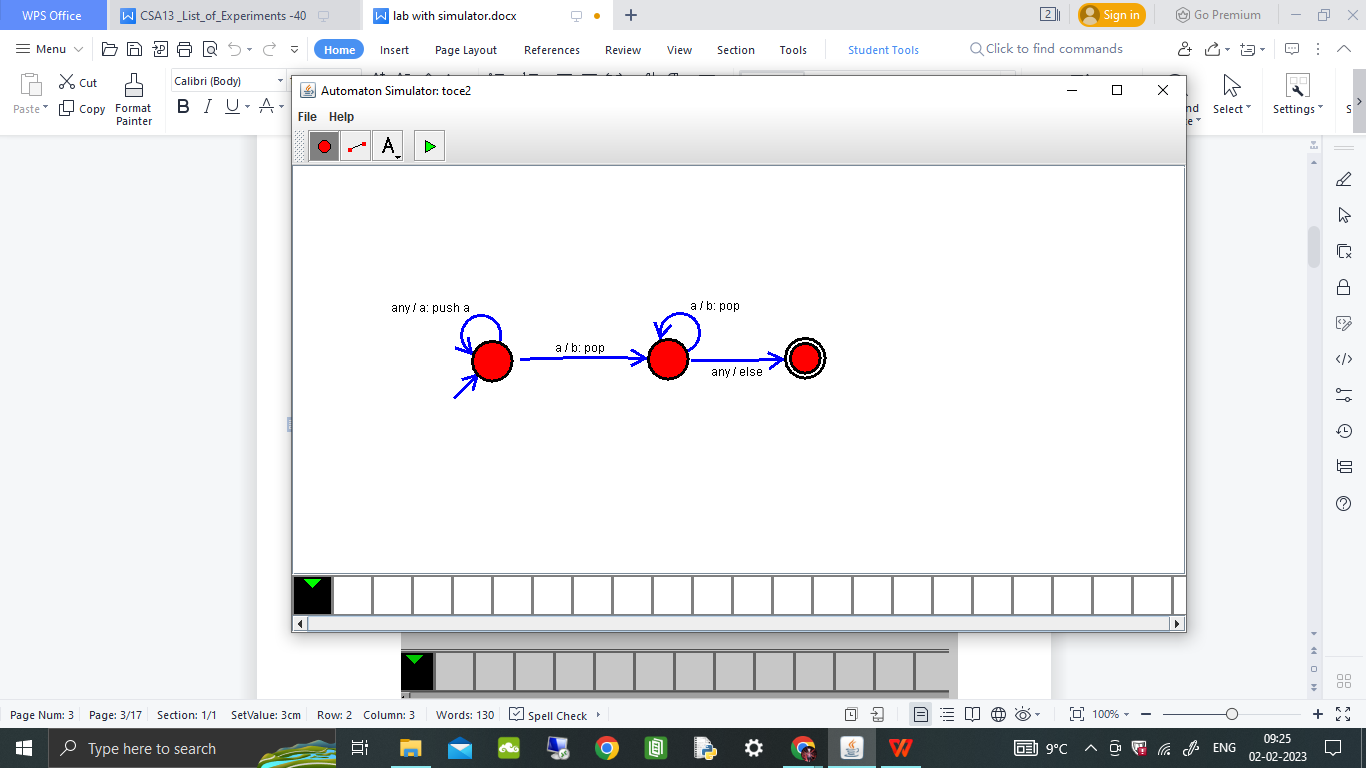 WPS Office
CSA13 _List_of_Experiments -40
lab with simulator.docx
2
Sign in
Go Premium
Menu
Home
Insert
Page Layout
References
Review
View
Section
Tools
Student Tools
Click to find commands
Paste
Cut
Copy
Format
Painter
Calibri (Body)
B I U A
Select
Settings
Automaton Simulator: toce2
File Help
A
any / a: push a
a / b: pop
a / b: pop
any / else
Page Num: 3 Page: 3/17 Section: 1/1 SetValue: 3cm Row: 2 Column: 3 Words: 130 Spell Check
100%
Type here to search
9°C
ENG
09:25
02-02-2023